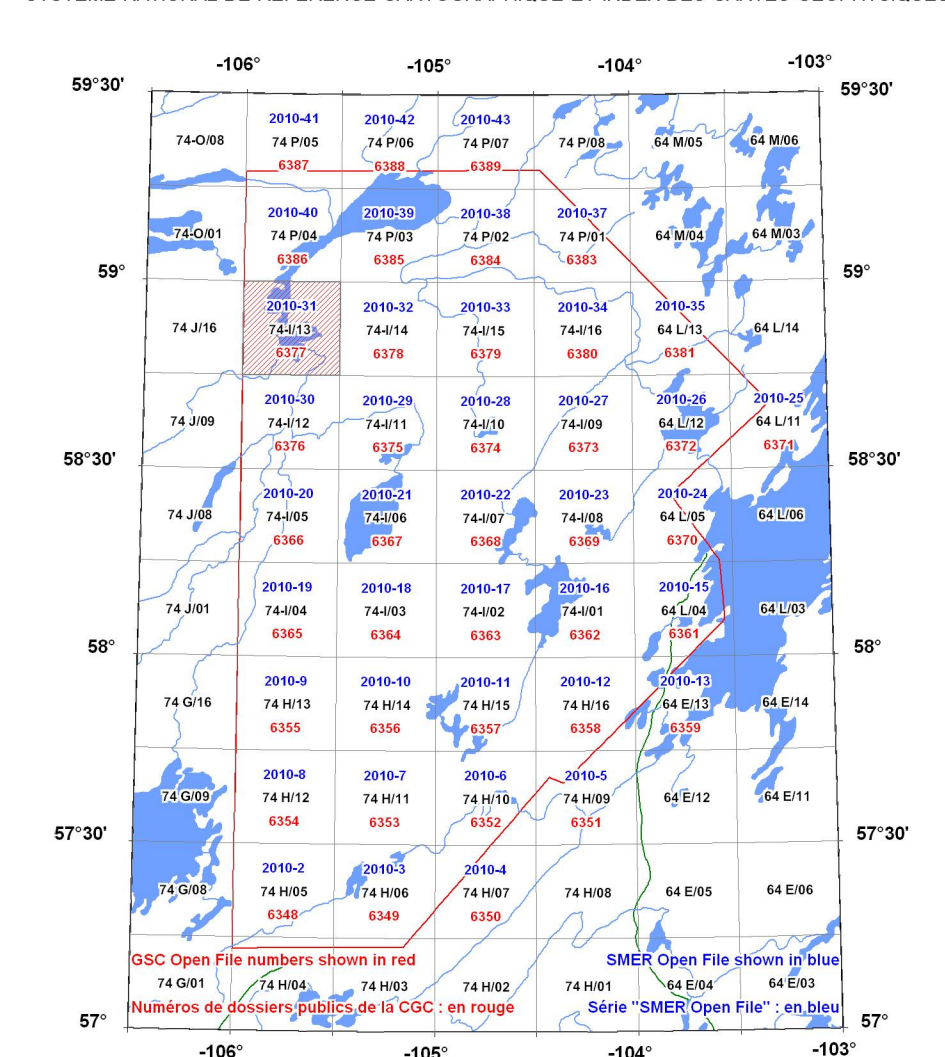 -106° -105° -104° -103°
59°30' 59°30'
2010-41 2010-42 2010-43
74-O/08 74 P/05 74 P/06 74 P/07 74 P/08 64 M/05 64 M/06
6387 6388 6389
2010-40 2010-39 2010-38 2010-37
74-O/01 74 P/04 74 P/03 74 P/02 74 P/01 64 M/04 64 M/03
6386 6385 6384 6383
59° 59°
2010-31 2010-32 2010-33 2010-34 2010-35
74 J/16 74-I/13 74-I/14 74-I/15 74-I/16 64 L/13 64 L/14
6377 6378 6379 6380 6381
2010-30 2010-29 2010-28 2010-27 2010-26 2010-25
74 J/09 74-I/12 74-I/11 74-I/10 74-I/09 64 L/12 64 L/11
6376 6375 6374 6373 6372 6371
58°30' 58°30'
2010-20 2010-21 2010-22 2010-23 2010-24
74 J/08 74-I/05 74-I/06 74-I/07 74-I/08 64 L/05 64 L/06
6366 6367 6368 6369 6370
2010-19 2010-18 2010-17 2010-16 2010-15
74 J/01 74-I/04 74-I/03 74-I/02 74-I/01 64 L/04 64 L/03
6365 6364 6363 6362 6361
58° 58°
2010-9 2010-10 2010-11 2010-12 2010-13
74 G/16 74 H/13 74 H/14 74 H/15 74 H/16 64 E/13 64 E/14
6355 6356 6357 6358 6359
2010-8 2010-7 2010-6 2010-5
74 G/09 74 H/12 74 H/11 74 H/10 74 H/09 64 E/12 64 E/11
6354 6353 6352 6351
57°30' 57°30'
2010-2 2010-3 2010-4
74 G/08 74 H/05 74 H/06 74 H/07 74 H/08 64 E/05 64 E/06
6348 6349 6350
GSC Open File numbers shown in red SMER Open File shown in blue
74 G/01 74 H/04 74 H/03 74 H/02 74 H/01 64 E/04 64 E/03
Numéros de dossiers publics de la CGC : en rouge Série "SMER Open File" : en bleu
57° 57°
-106° -105° -104° -103°